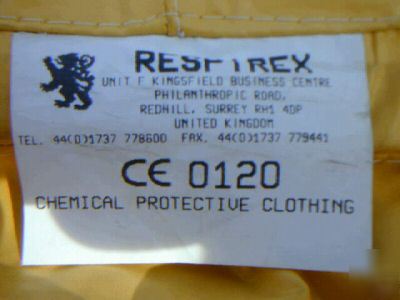 RESPIREX
UNIT F KINGSFIELD BUSINESS CENTRE
PHILANTHROPIC ROAD,
REDHILL, SURREY RH1 4DP
UNITED KINGDOM
TEL. 44(0)1737 778600 FAX. 44(0)1737 779441
CE 0120
CHEMICAL PROTECTIVE CLOTHING